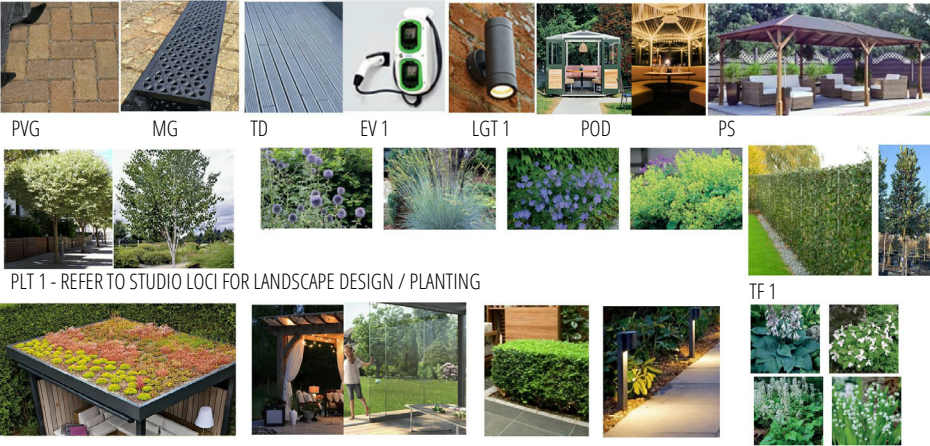 PVG MG TD EV 1 LGT 1 POD PS
PLT 1 - REFER TO STUDIO LOCI FOR LANDSCAPE DESIGN / PLANTING
TF 1